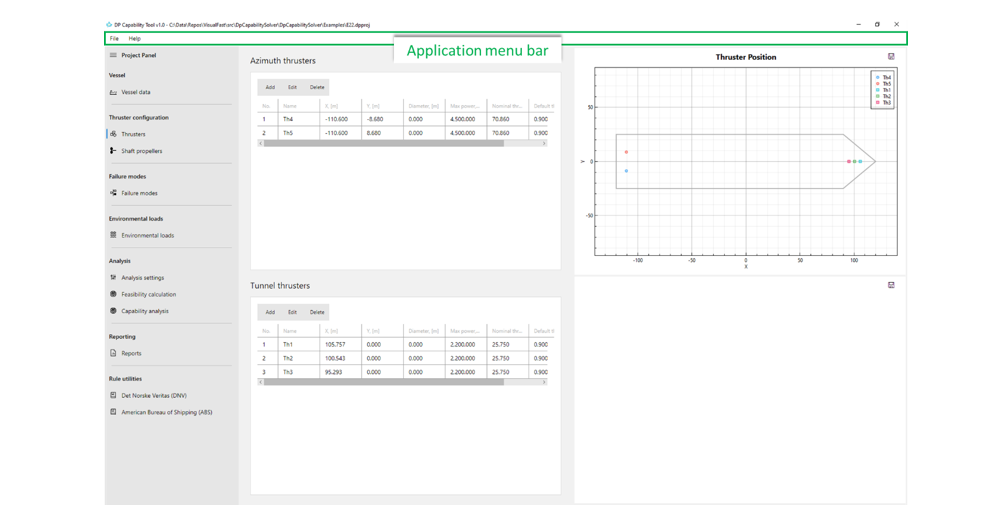 DP Capability Tool v1.0 - C:\Data\Repos\VisualFast\src\DpCapabilitySolver\DpCapabilitySolver\Examples\E22.dpproj
File Help
Application menu bar
Project Panel
Vessel
Vessel data
Thruster configuration
Thrusters
Shaft propellers
Failure modes
Failure modes
Environmental loads
Environmental loads
Analysis
Analysis settings
Feasibility calculation
Capability analysis
Reporting
Reports
Rule utilities
Det Norske Veritas (DNV)
American Bureau of Shipping (ABS)
Azimuth thrusters
Add Edit Delete
No. Name X, [m] Y, [m] Diameter, [m] Max power,... Nominal thr... Default t
1 Th4 -110.600 -8.680 0.000 4,500.000 70.860 0.900
2 Th5 -110.600 8.680 0.000 4,500.000 70.860 0.900
Tunnel thrusters
Add Edit Delete
No. Name X, [m] Y, [m] Diameter, [m] Max power,... Nominal thr... Default t
1 Th1 105.757 0.000 0.000 2,200.000 25.750 0.900
2 Th2 100.543 0.000 0.000 2,200.000 25.750 0.900
3 Th3 95.293 0.000 0.000 2,200.000 25.750 0.900
Thruster Position
Th4
Th5
Th1
Th2
Th3
50
0
-50
Y
-100 -50 0 50 100
X